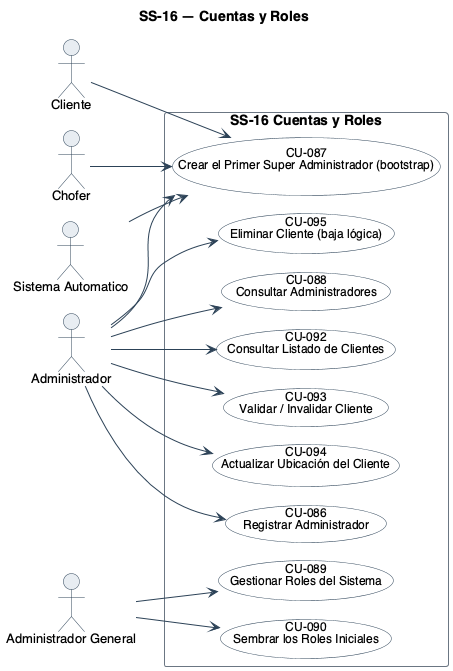 SS-16 — Cuentas y Roles
SS-16 Cuentas y Roles
Cliente
CU-087
Crear el Primer Super Administrador (bootstrap)
Chofer
CU-095
Eliminar Cliente (baja lógica)
Sistema Automatico
CU-088
Consultar Administradores
CU-092
Consultar Listado de Clientes
Administrador
CU-093
Validar / Invalidar Cliente
CU-094
Actualizar Ubicación del Cliente
CU-086
Registrar Administrador
CU-089
Gestionar Roles del Sistema
Administrador General
CU-090
Sembrar los Roles Iniciales